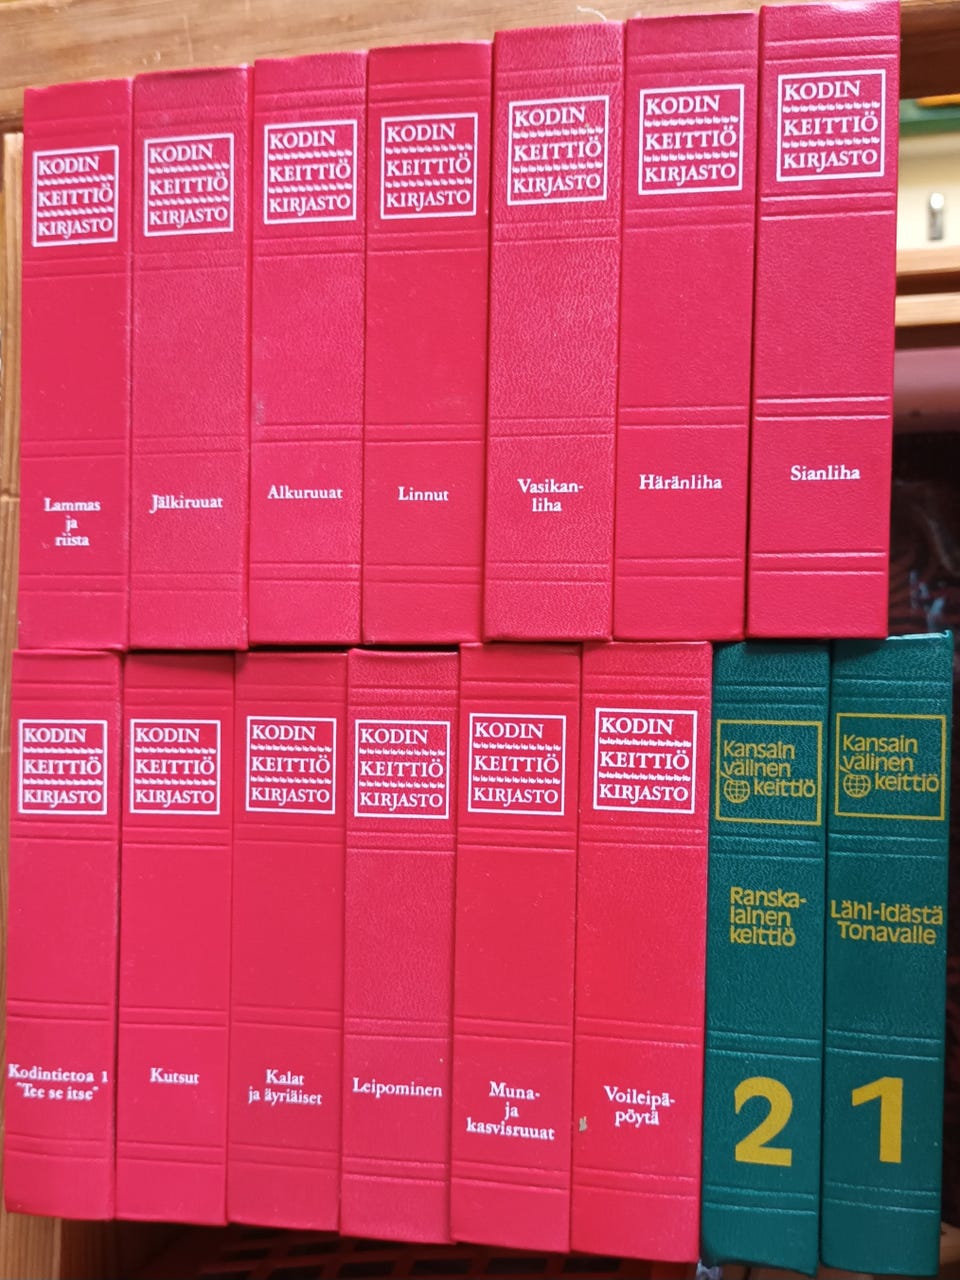 KODIN
KEITTIÖ
KIRJASTO
Lammas
ja
riista
KODIN
KEITTIÖ
KIRJASTO
Jälkiruuat
KODIN
KEITTIÖ
KIRJASTO
Alkuruuat
KODIN
KEITTIÖ
KIRJASTO
Linnut
KODIN
KEITTIÖ
KIRJASTO
Vasikan-
liha
KODIN
KEITTIÖ
KIRJASTO
Häränliha
KODIN
KEITTIÖ
KIRJASTO
Sianliha
KODIN
KEITTIÖ
KIRJASTO
Kodintietoa 1
"Tee se itse"
KODIN
KEITTIÖ
KIRJASTO
Kutsut
KODIN
KEITTIÖ
KIRJASTO
Kalat
ja äyriäiset
KODIN
KEITTIÖ
KIRJASTO
Leipominen
KODIN
KEITTIÖ
KIRJASTO
Muna-
ja
kasvisruuat
KODIN
KEITTIÖ
KIRJASTO
Voileipä-
pöytä
Kansain
välinen
keittiö
Ranska-
lainen
keittiö
2
Kansain
välinen
keittiö
Lähi-idästä
Tonavalle
1